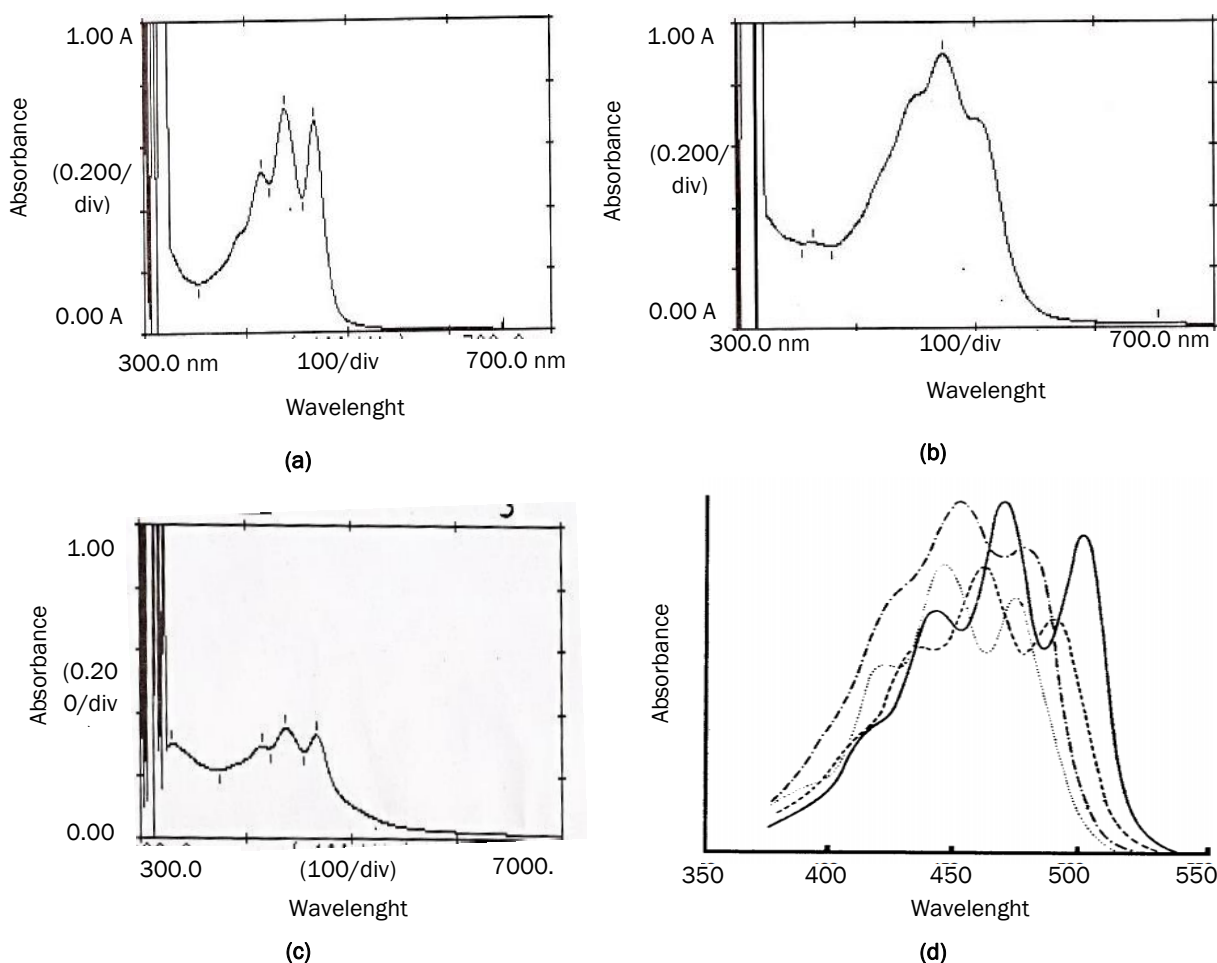 1.00 A
Absorbance
(0.200/
div)
0.00 A
300.0 nm
100/div
700.0 nm
Wavelenght
(a)
1.00 A
Absorbance
(0.200/
div)
0.00 A
300.0 nm
100/div
700.0 nm
Wavelenght
(b)
1.00
Absorbance
(0.20
0/div
0.00
300.0
(100/div)
7000.
Wavelenght
(c)
Absorbance
350
400
450
500
550
Wavelenght
(d)